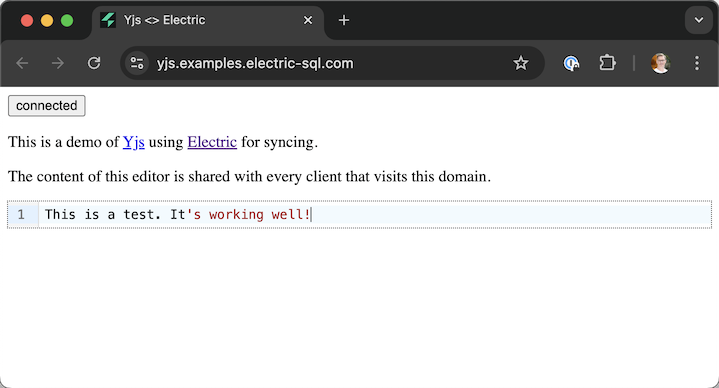 Yjs <> Electric
yjs.examples.electric-sql.com
connected
This is a demo of Yjs using Electric for syncing.
The content of this editor is shared with every client that visits this domain.
1 This is a test. It's working well!